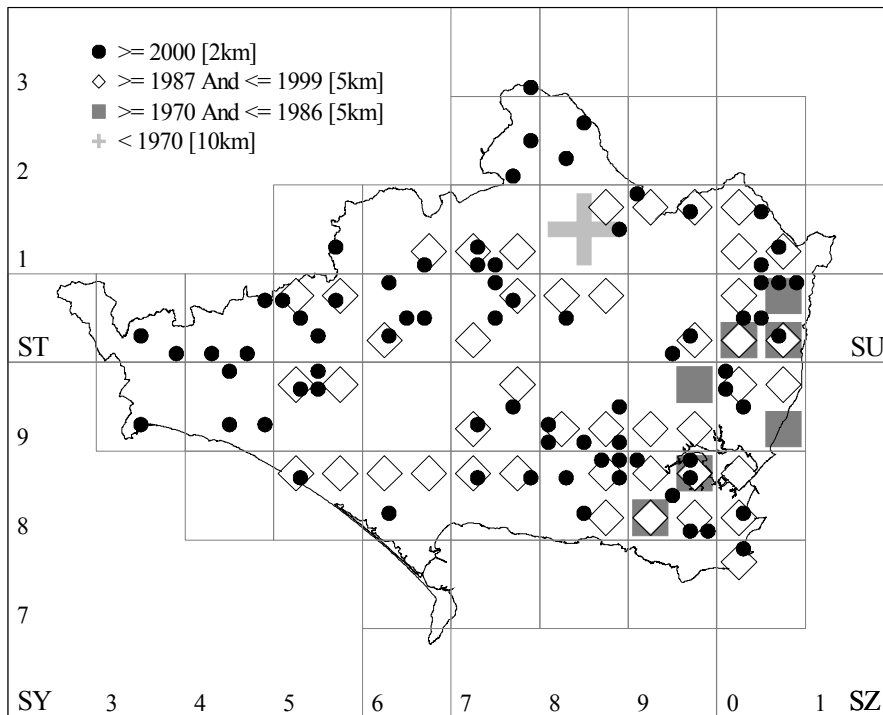 >= 2000 [2km]
>= 1987 And <= 1999 [5km]
>= 1970 And <= 1986 [5km]
< 1970 [10km]
3
2
1
ST
SU
9
8
7
SY 3 4 5 6 7 8 9 0 1 SZ